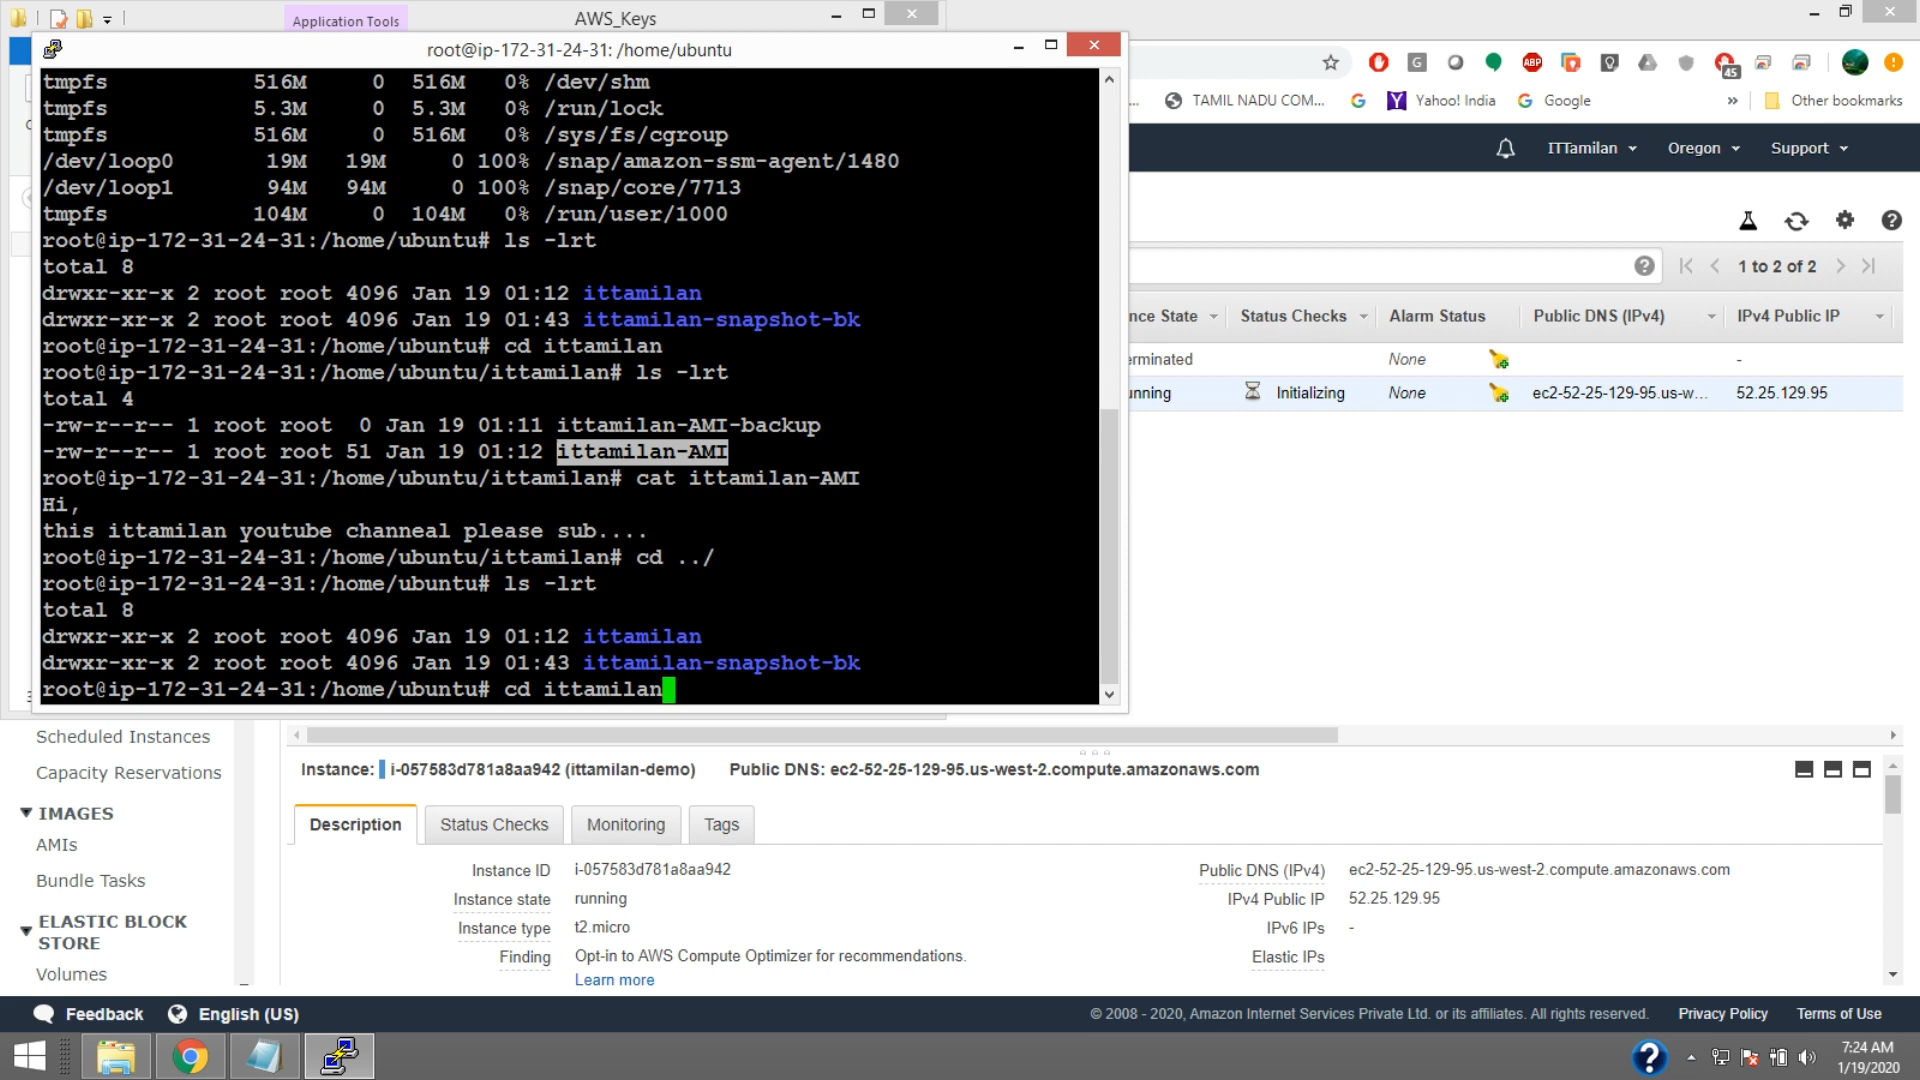 Application Tools
AWS_Keys
root@ip-172-31-24-31: /home/ubuntu
tmpfs 516M 0 516M 0% /dev/shm
tmpfs 5.3M 0 5.3M 0% /run/lock
tmpfs 516M 0 516M 0% /sys/fs/cgroup
/dev/loop0 19M 19M 0 100% /snap/amazon-ssm-agent/1480
/dev/loop1 94M 94M 0 100% /snap/core/7713
tmpfs 104M 0 104M 0% /run/user/1000
root@ip-172-31-24-31:/home/ubuntu# ls -lrt
total 8
drwxr-xr-x 2 root root 4096 Jan 19 01:12 ittamilan
drwxr-xr-x 2 root root 4096 Jan 19 01:43 ittamilan-snapshot-bk
root@ip-172-31-24-31:/home/ubuntu# cd ittamilan
root@ip-172-31-24-31:/home/ubuntu/ittamilan# ls -lrt
total 4
-rw-r--r-- 1 root root 0 Jan 19 01:11 ittamilan-AMI-backup
-rw-r--r-- 1 root root 51 Jan 19 01:12 ittamilan-AMI
root@ip-172-31-24-31:/home/ubuntu/ittamilan# cat ittamilan-AMI
Hi,
this ittamilan youtube channeal please sub....
root@ip-172-31-24-31:/home/ubuntu/ittamilan# cd ../
root@ip-172-31-24-31:/home/ubuntu# ls -lrt
total 8
drwxr-xr-x 2 root root 4096 Jan 19 01:12 ittamilan
drwxr-xr-x 2 root root 4096 Jan 19 01:43 ittamilan-snapshot-bk
root@ip-172-31-24-31:/home/ubuntu# cd ittamilan
G ABP 45
... TAMIL NADU COM... Yahoo! India Google » Other bookmarks
ITTamilan Oregon Support
1 to 2 of 2
nce State Status Checks Alarm Status Public DNS (IPv4) IPv4 Public IP
erminated None -
unning Initializing None ec2-52-25-129-95.us-w... 52.25.129.95
Scheduled Instances
Capacity Reservations
IMAGES
AMIs
Bundle Tasks
ELASTIC BLOCK
STORE
Volumes
Instance: i-057583d781a8aa942 (ittamilan-demo) Public DNS: ec2-52-25-129-95.us-west-2.compute.amazonaws.com
Description Status Checks Monitoring Tags
Instance ID i-057583d781a8aa942 Public DNS (IPv4) ec2-52-25-129-95.us-west-2.compute.amazonaws.com
Instance state running IPv4 Public IP 52.25.129.95
Instance type t2.micro IPv6 IPs -
Finding Opt-in to AWS Compute Optimizer for recommendations. Elastic IPs
Learn more
Feedback English (US) © 2008 - 2020, Amazon Internet Services Private Ltd. or its affiliates. All rights reserved. Privacy Policy Terms of Use
7:24 AM
1/19/2020